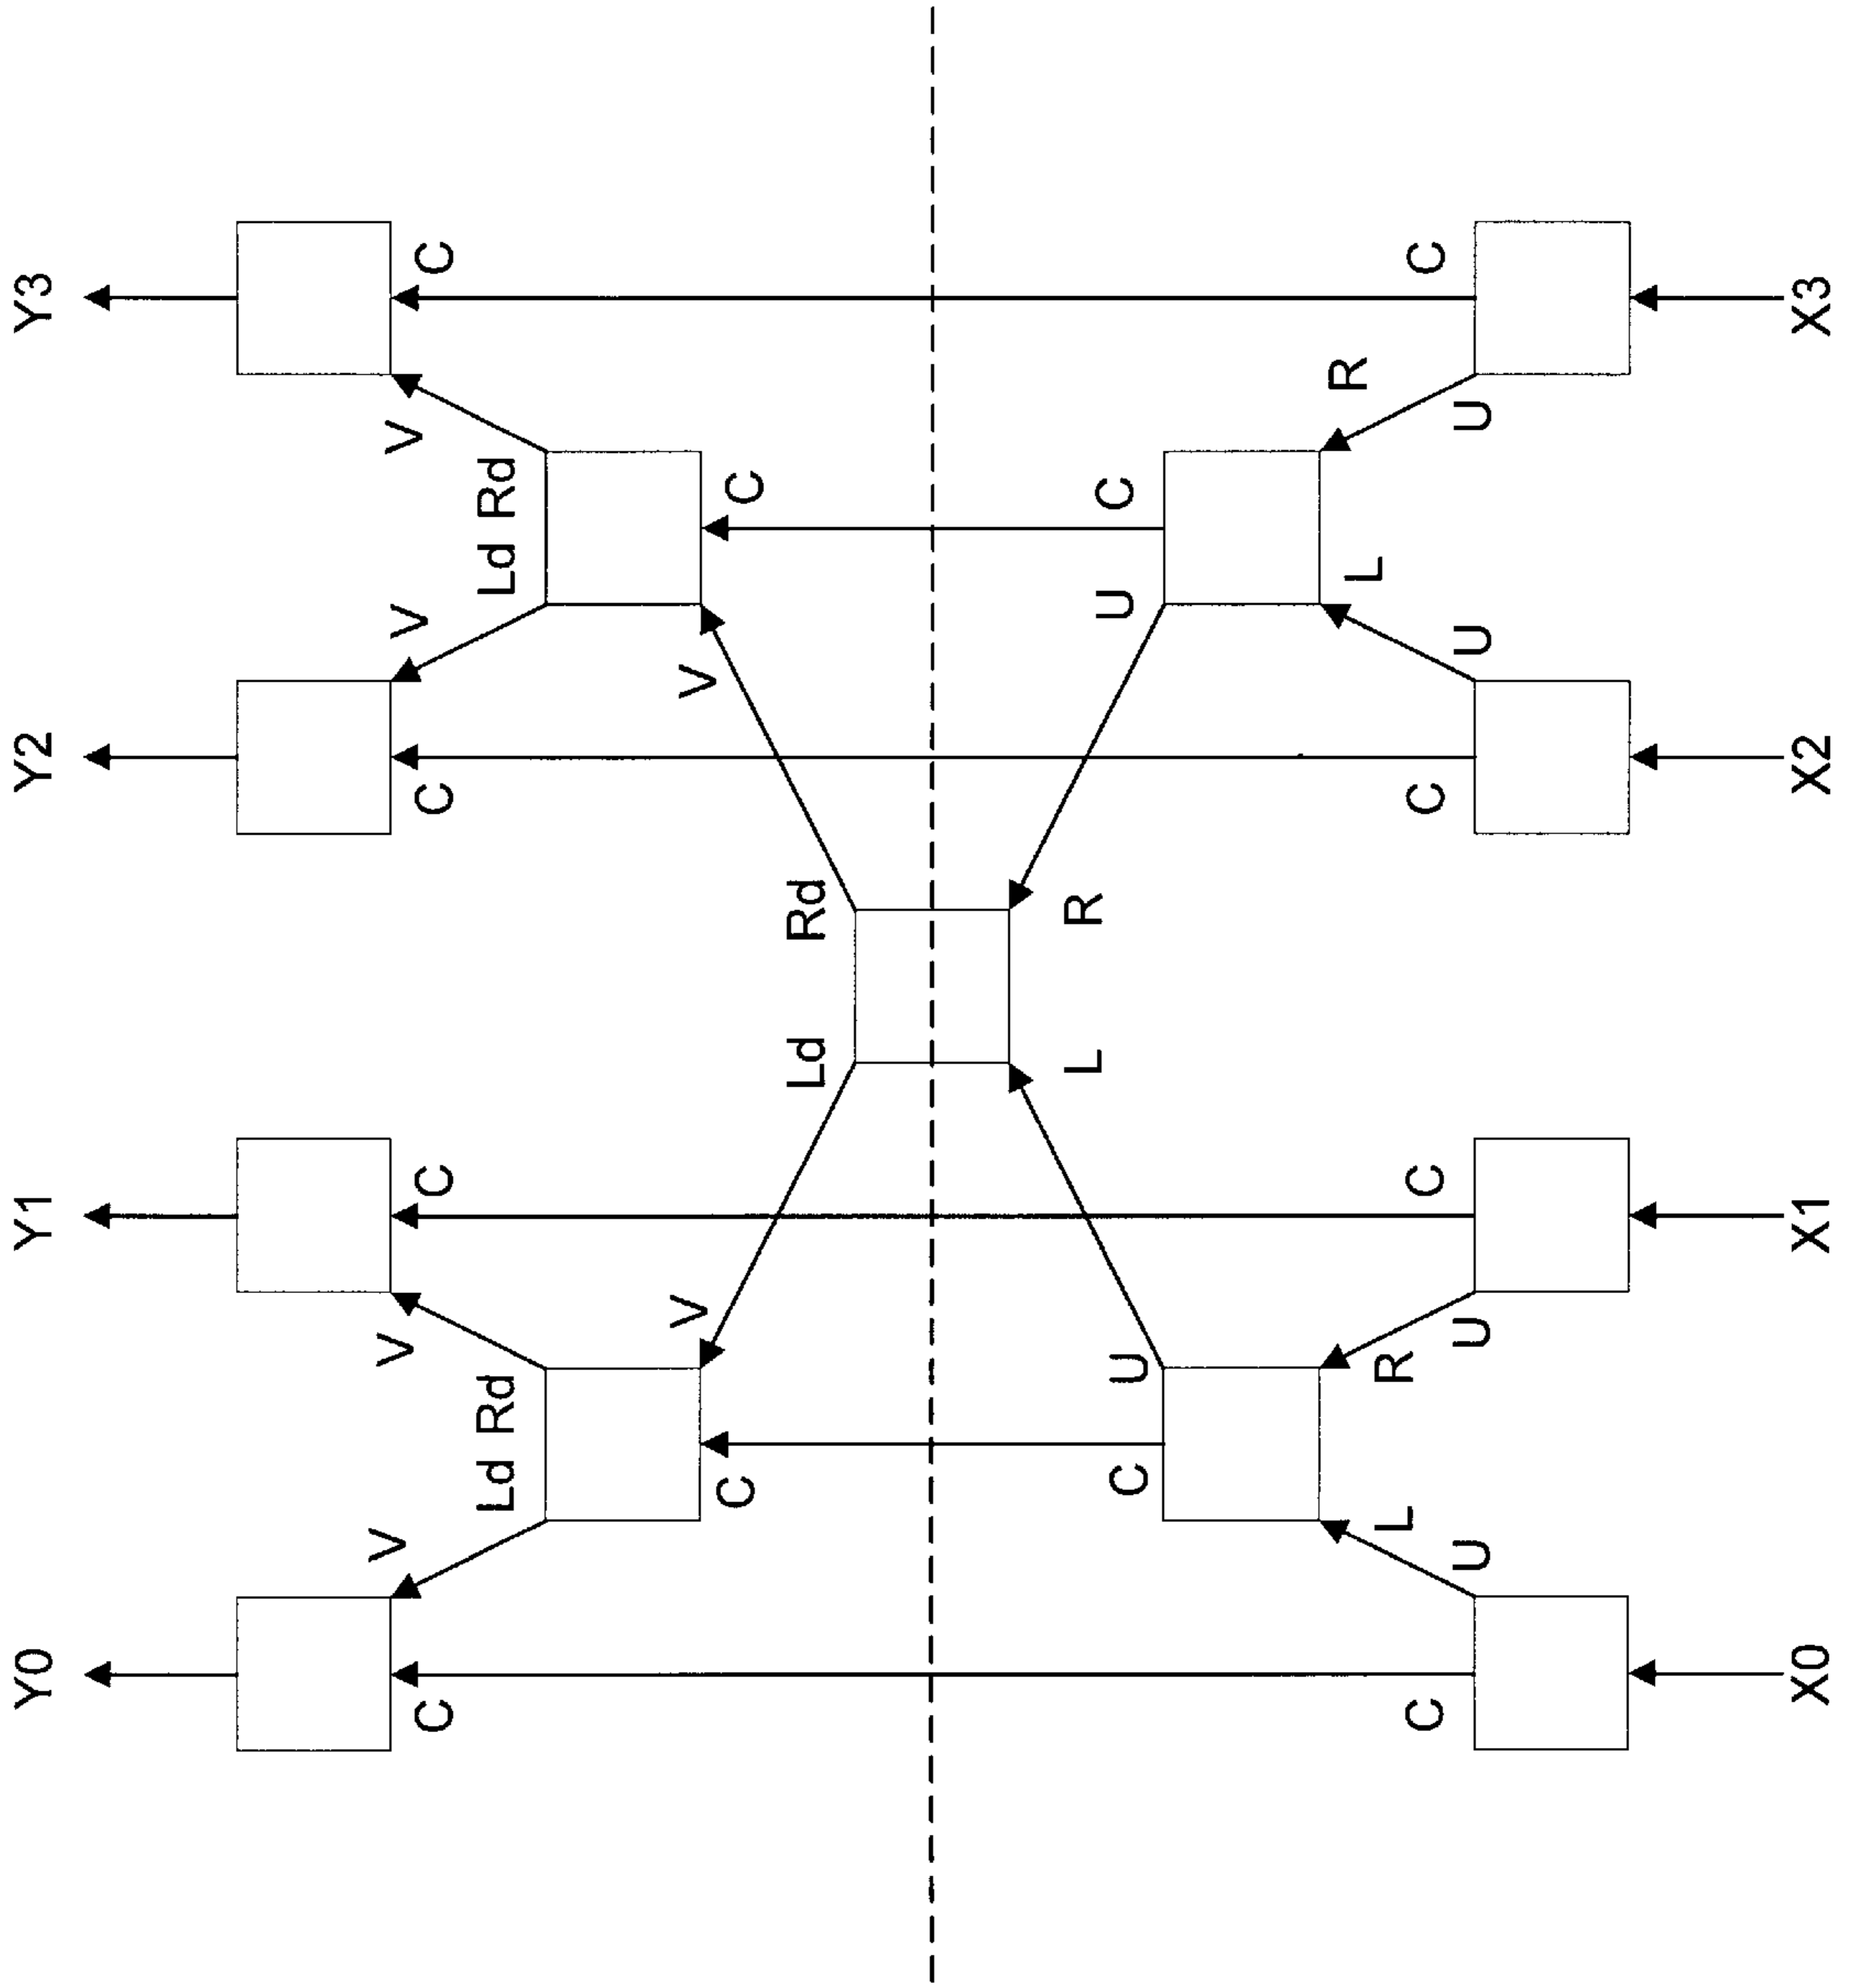 Y0 Y1 Y2 Y3
V V V V
C C C C
Ld Rd Ld Rd
V V
C C
Ld Rd
L R
C U U C
L R L R
C C C C
U U U U
X0 X1 X2 X3